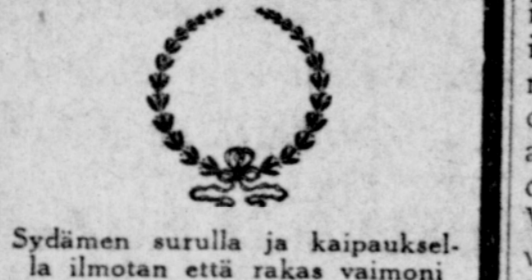 Sydämen surulla ja kaipauksel-
la ilmotan että rakas vaimoni